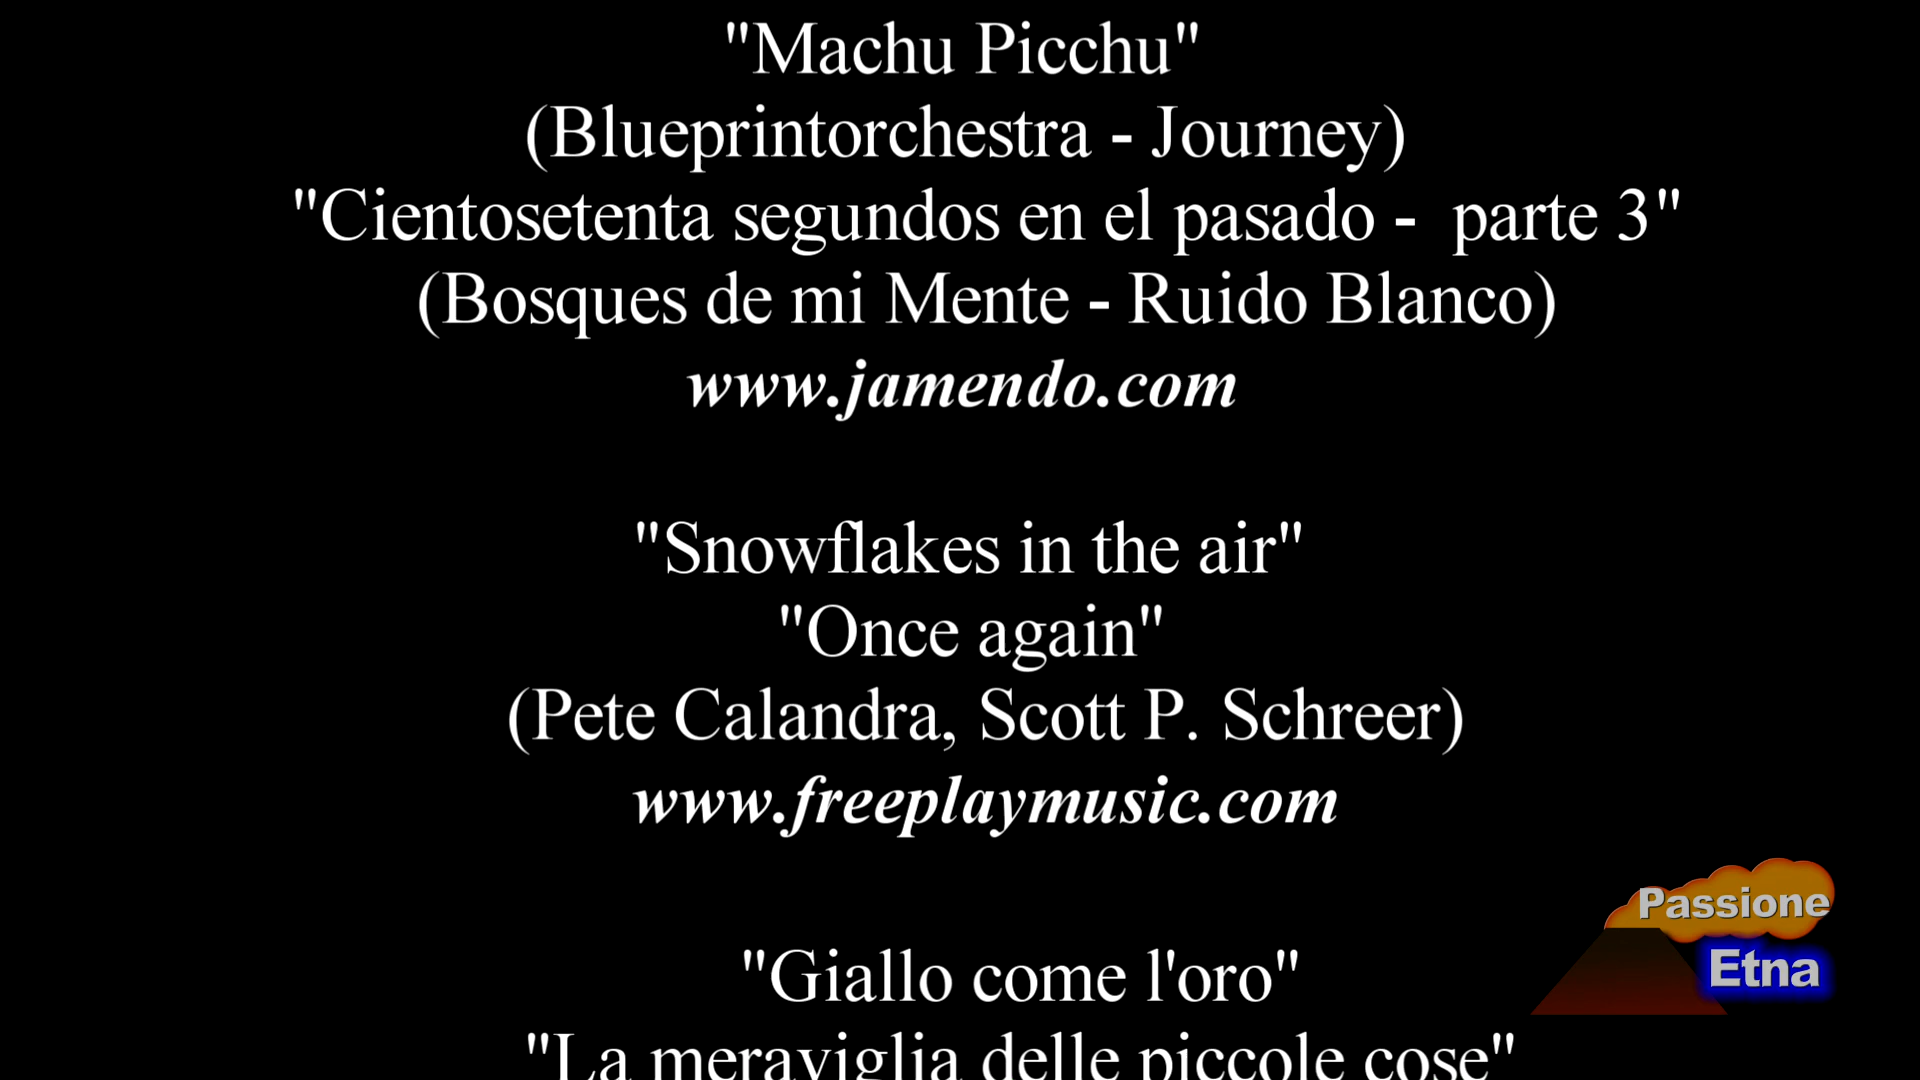 "Machu Picchu"
(Blueprintorchestra - Journey)
"Cientosetenta segundos en el pasado -  parte 3"
(Bosques de mi Mente - Ruido Blanco)
www.jamendo.com
"Snowflakes in the air"
"Once again"
(Pete Calandra, Scott P. Schreer)
www.freeplaymusic.com
Passione
Etna
"Giallo come l'oro"
"La meraviglia delle piccole cose"